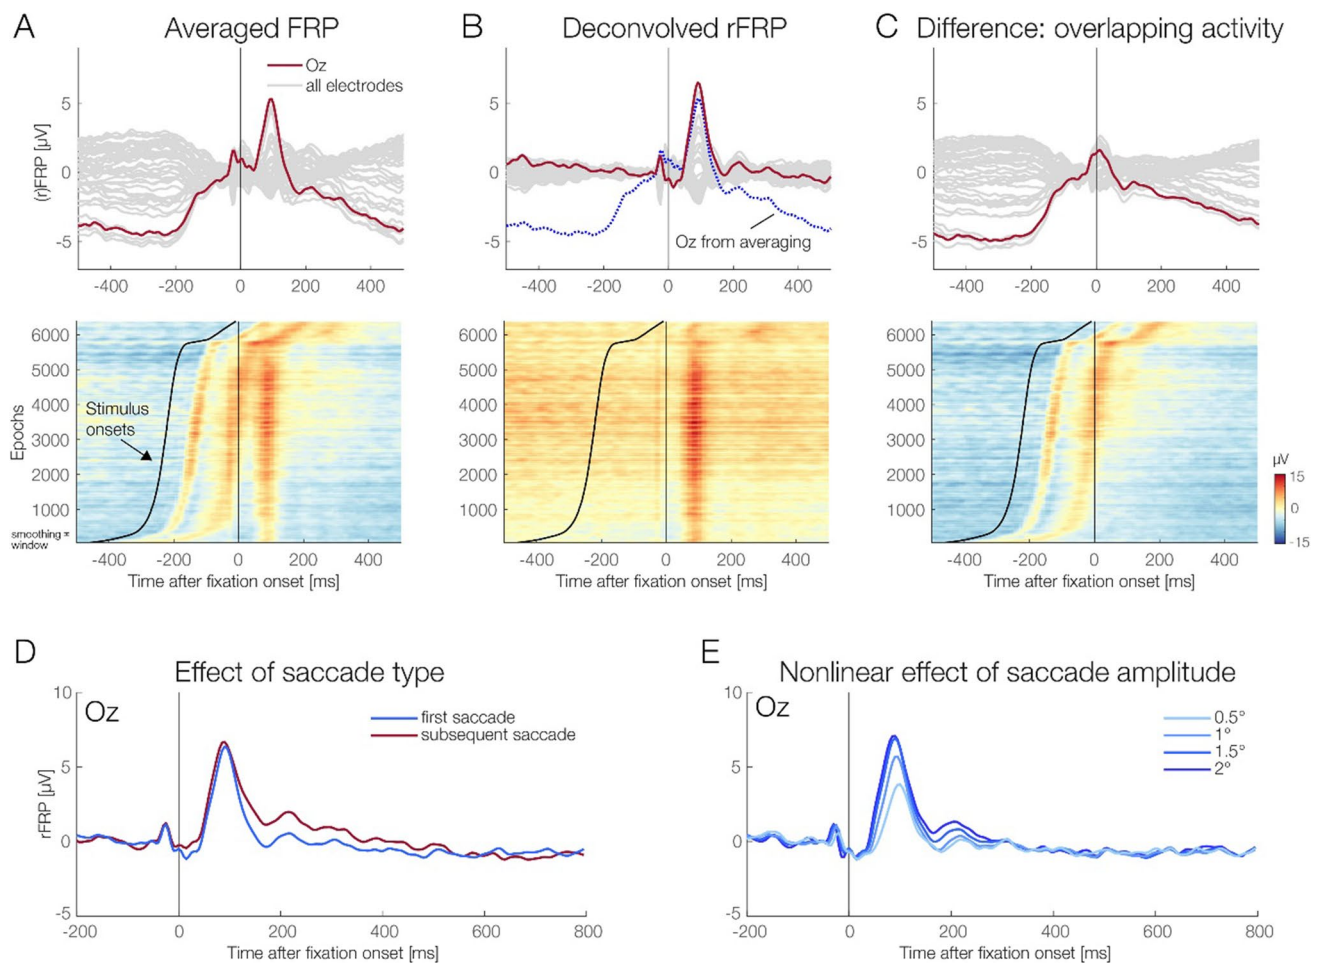 A Averaged FRP
B Deconvolved rFRP
C Difference: overlapping activity
Oz
all electrodes
(r)FRP [µV]
5
0
-5
-400 -200 0 200 400
5
0
-5
Oz from averaging
-400 -200 0 200 400
5
0
-5
-400 -200 0 200 400
Epochs
6000
5000
4000
3000
2000
1000
Stimulus
onsets
smoothing
window
-400 -200 0 200 400
Time after fixation onset [ms]
6000
5000
4000
3000
2000
1000
-400 -200 0 200 400
Time after fixation onset [ms]
6000
5000
4000
3000
2000
1000
-400 -200 0 200 400
Time after fixation onset [ms]
µV
15
0
-15
D Effect of saccade type
Oz
first saccade
subsequent saccade
rFRP [µV]
10
5
0
-5
-200 0 200 400 600 800
Time after fixation onset [ms]
E Nonlinear effect of saccade amplitude
Oz
0.5°
1°
1.5°
2°
10
5
0
-5
-200 0 200 400 600 800
Time after fixation onset [ms]